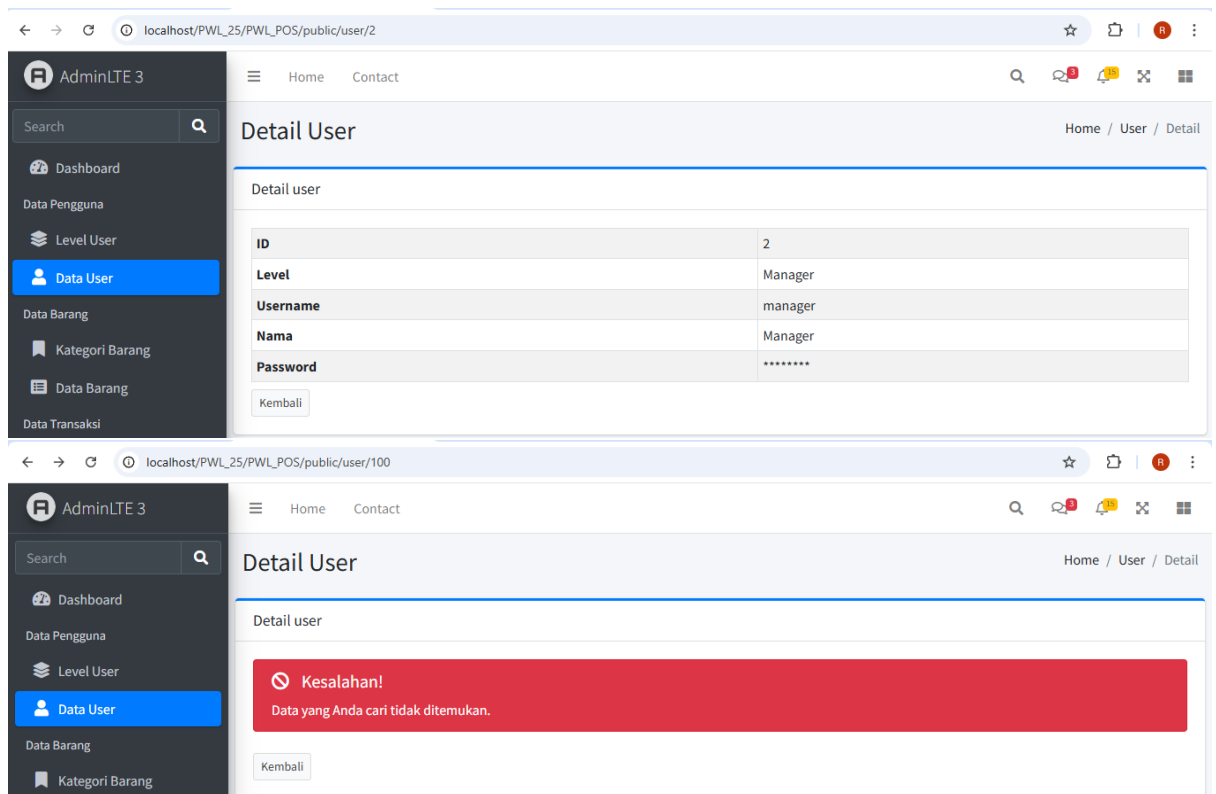 localhost/PWL_25/PWL_POS/public/user/2
R
AdminLTE 3
Home Contact
3
15
Search
Detail User
Home / User / Detail
Dashboard
Detail user
Data Pengguna
Level User
ID 2
Data User
Level Manager
Username manager
Data Barang
Nama Manager
Kategori Barang
Password ********
Data Barang
Kembali
Data Transaksi
localhost/PWL_25/PWL_POS/public/user/100
R
AdminLTE 3
Home Contact
3
15
Search
Detail User
Home / User / Detail
Dashboard
Detail user
Data Pengguna
Level User
Kesalahan!
Data User
Data yang Anda cari tidak ditemukan.
Data Barang
Kembali
Kategori Barang